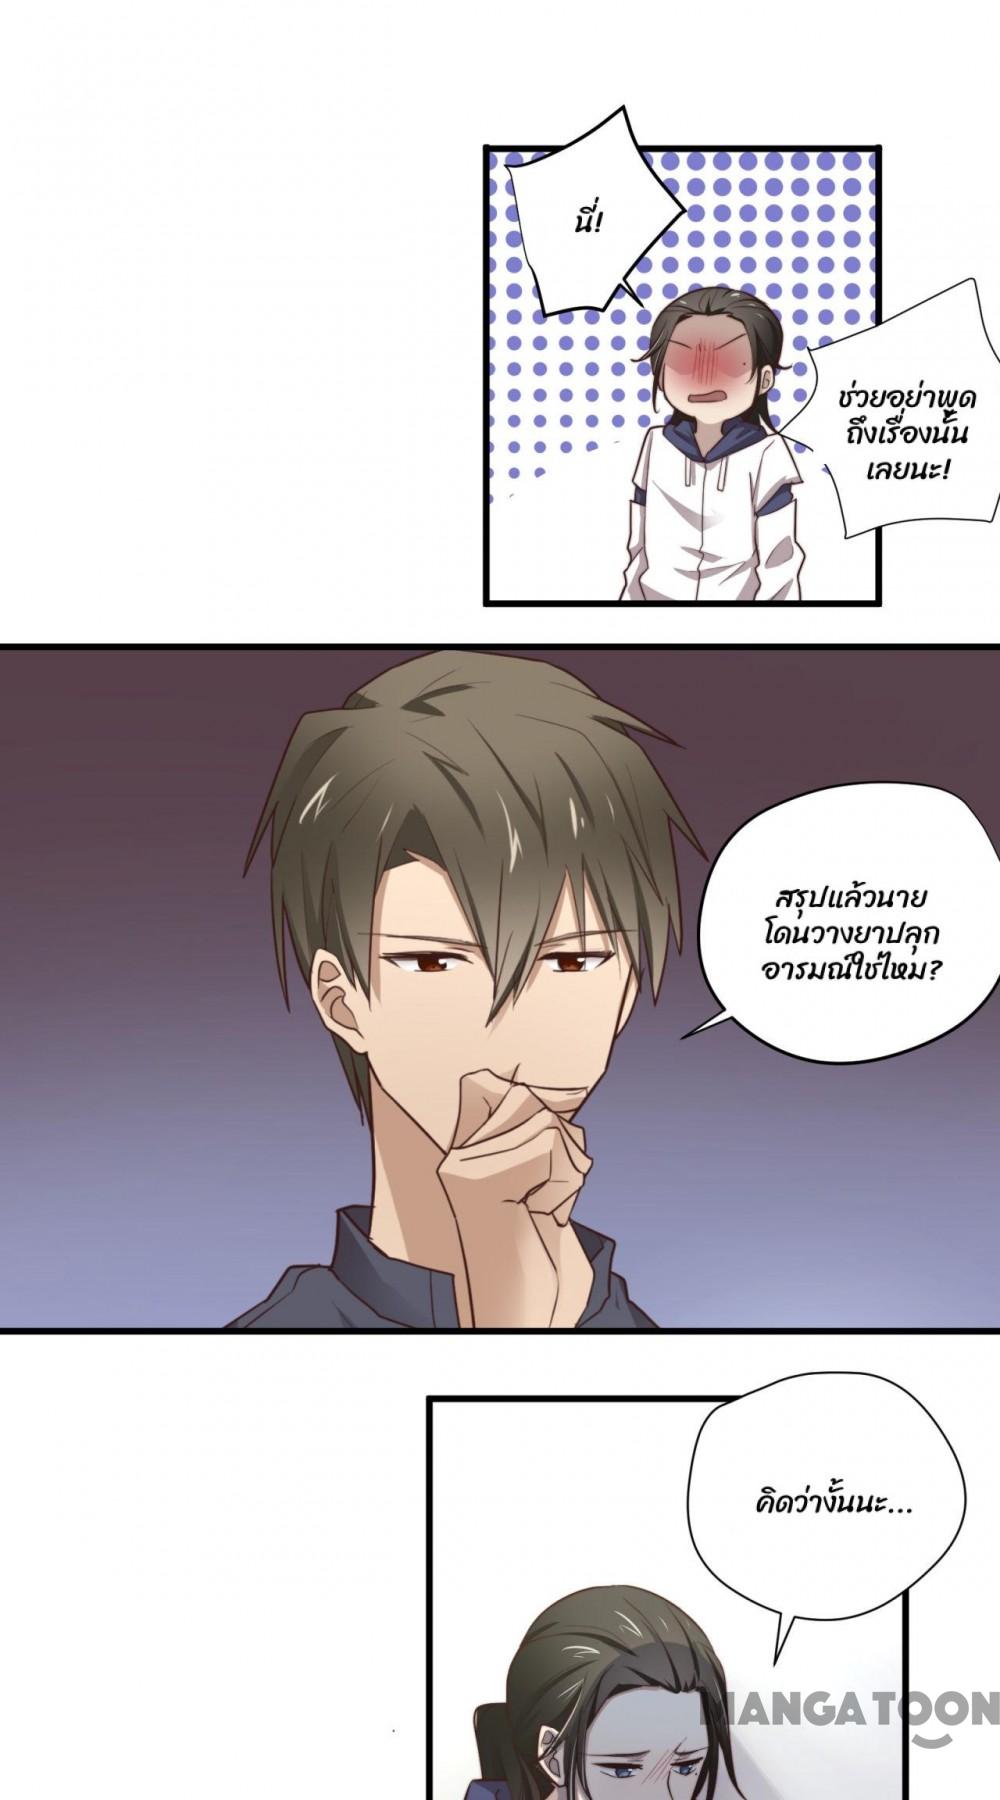 นี่!
ช่วยอย่าพูด
ถึงเรื่องนั้น
เลยนะ!
สรุปแล้วนาย
โดนวางยาปลุก
อารมณ์ใช่ไหม?
คิดว่างั้นนะ...
MANGATOON